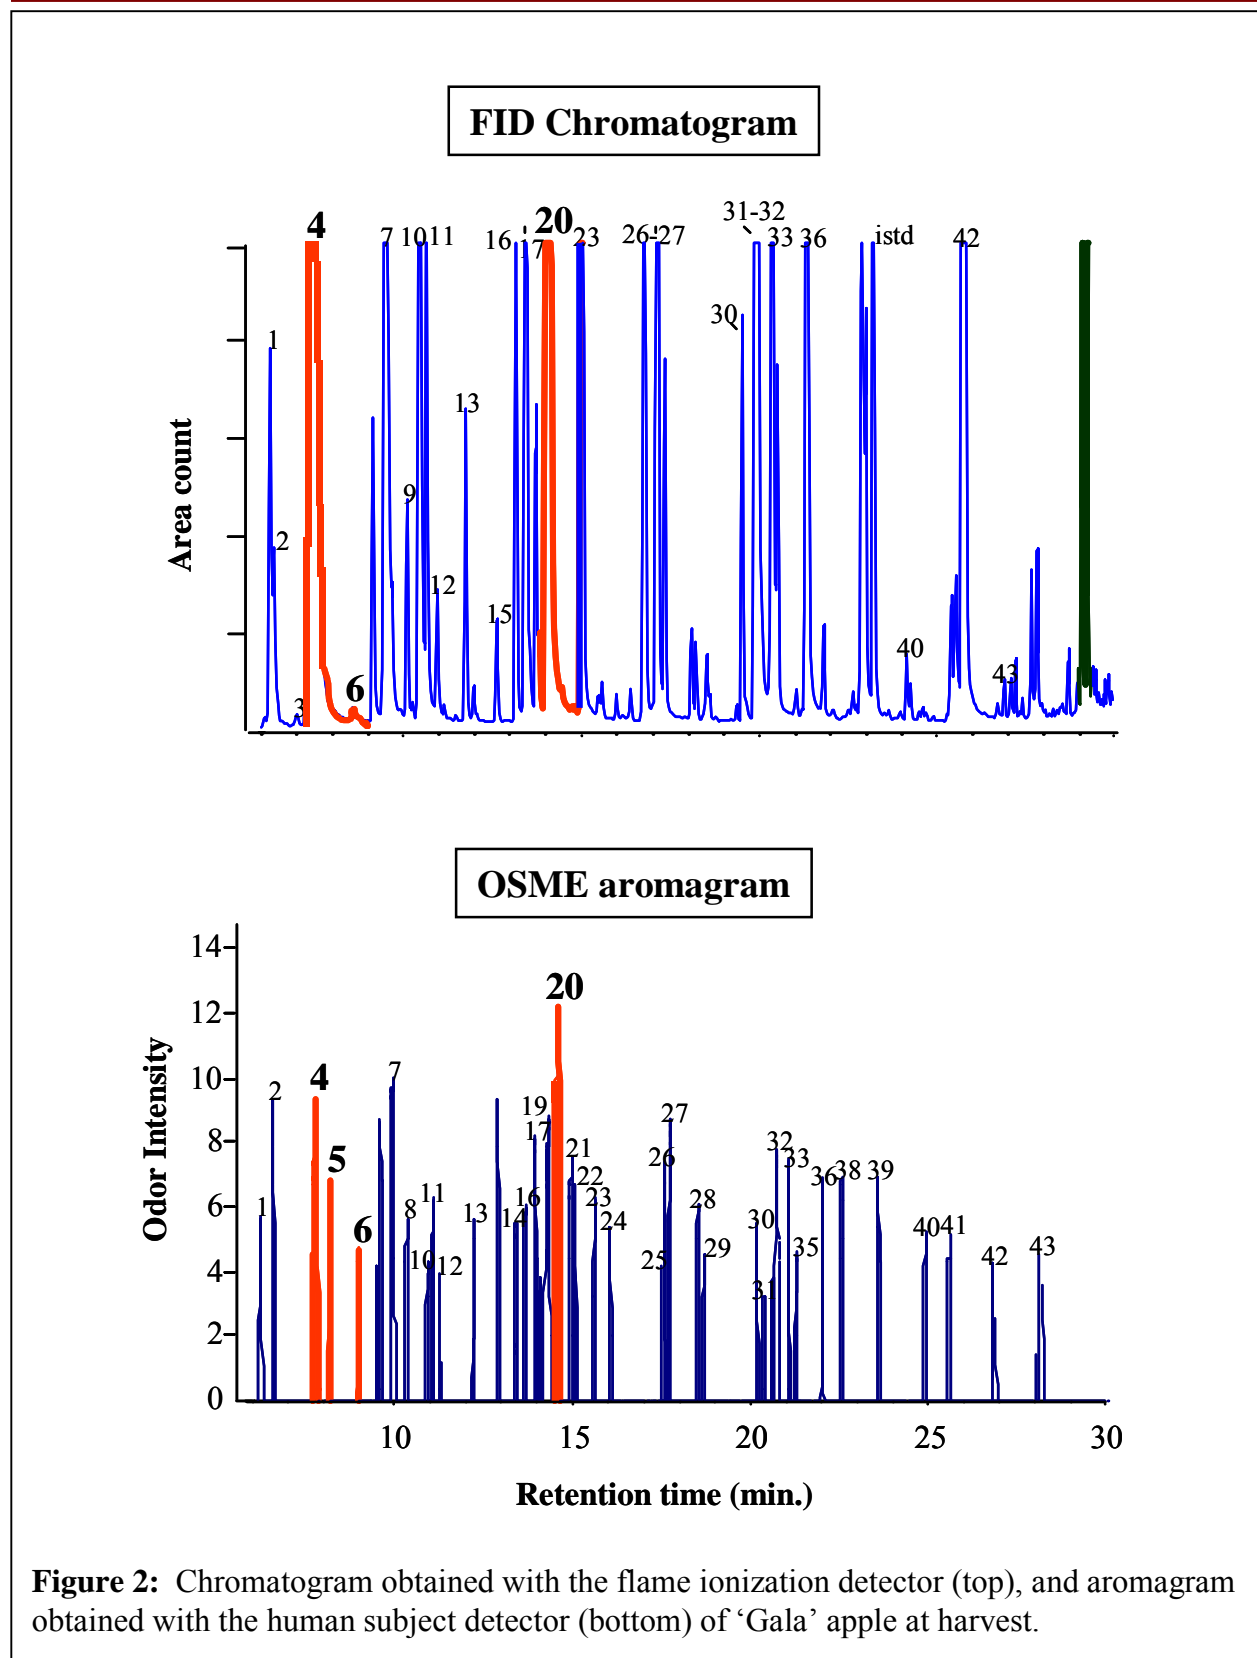 FID Chromatogram
31-32
4 7 10 11 16 17 20 23 26-27 33 36 istd 42
30
1
13
9
2
12
15
40
43
6
3
Area count
OSME aromagram
14
12
10
8
6
4
2
0
Odor Intensity
20
4 7
2 19 27
17
5 21 32
26 33
22 36 38 39
1 8 11 13 14 16 23 28
6 24 30 40 41
10 12 25 29 35 42 43
31
10 15 20 25 30
Retention time (min.)
Figure 2: Chromatogram obtained with the flame ionization detector (top), and aromagram
obtained with the human subject detector (bottom) of ‘Gala’ apple at harvest.